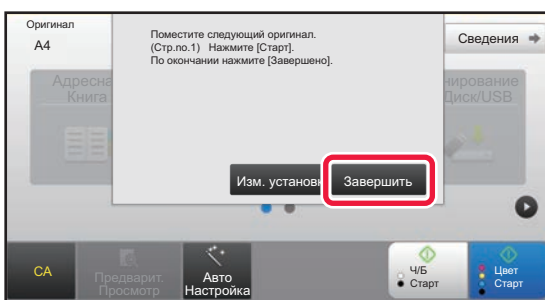 Оригинал
A4
Поместите следующий оригинал.
(Стр.no.1) Нажмите [Старт].
По окончании нажмите [Завершено].
Сведения
Адресна
Книга
нирование
Диск/USB
Изм. установк
Завершить
CA
Предварит.
Просмотр
Авто
Настройка
Ч/Б
Старт
Цвет
Старт